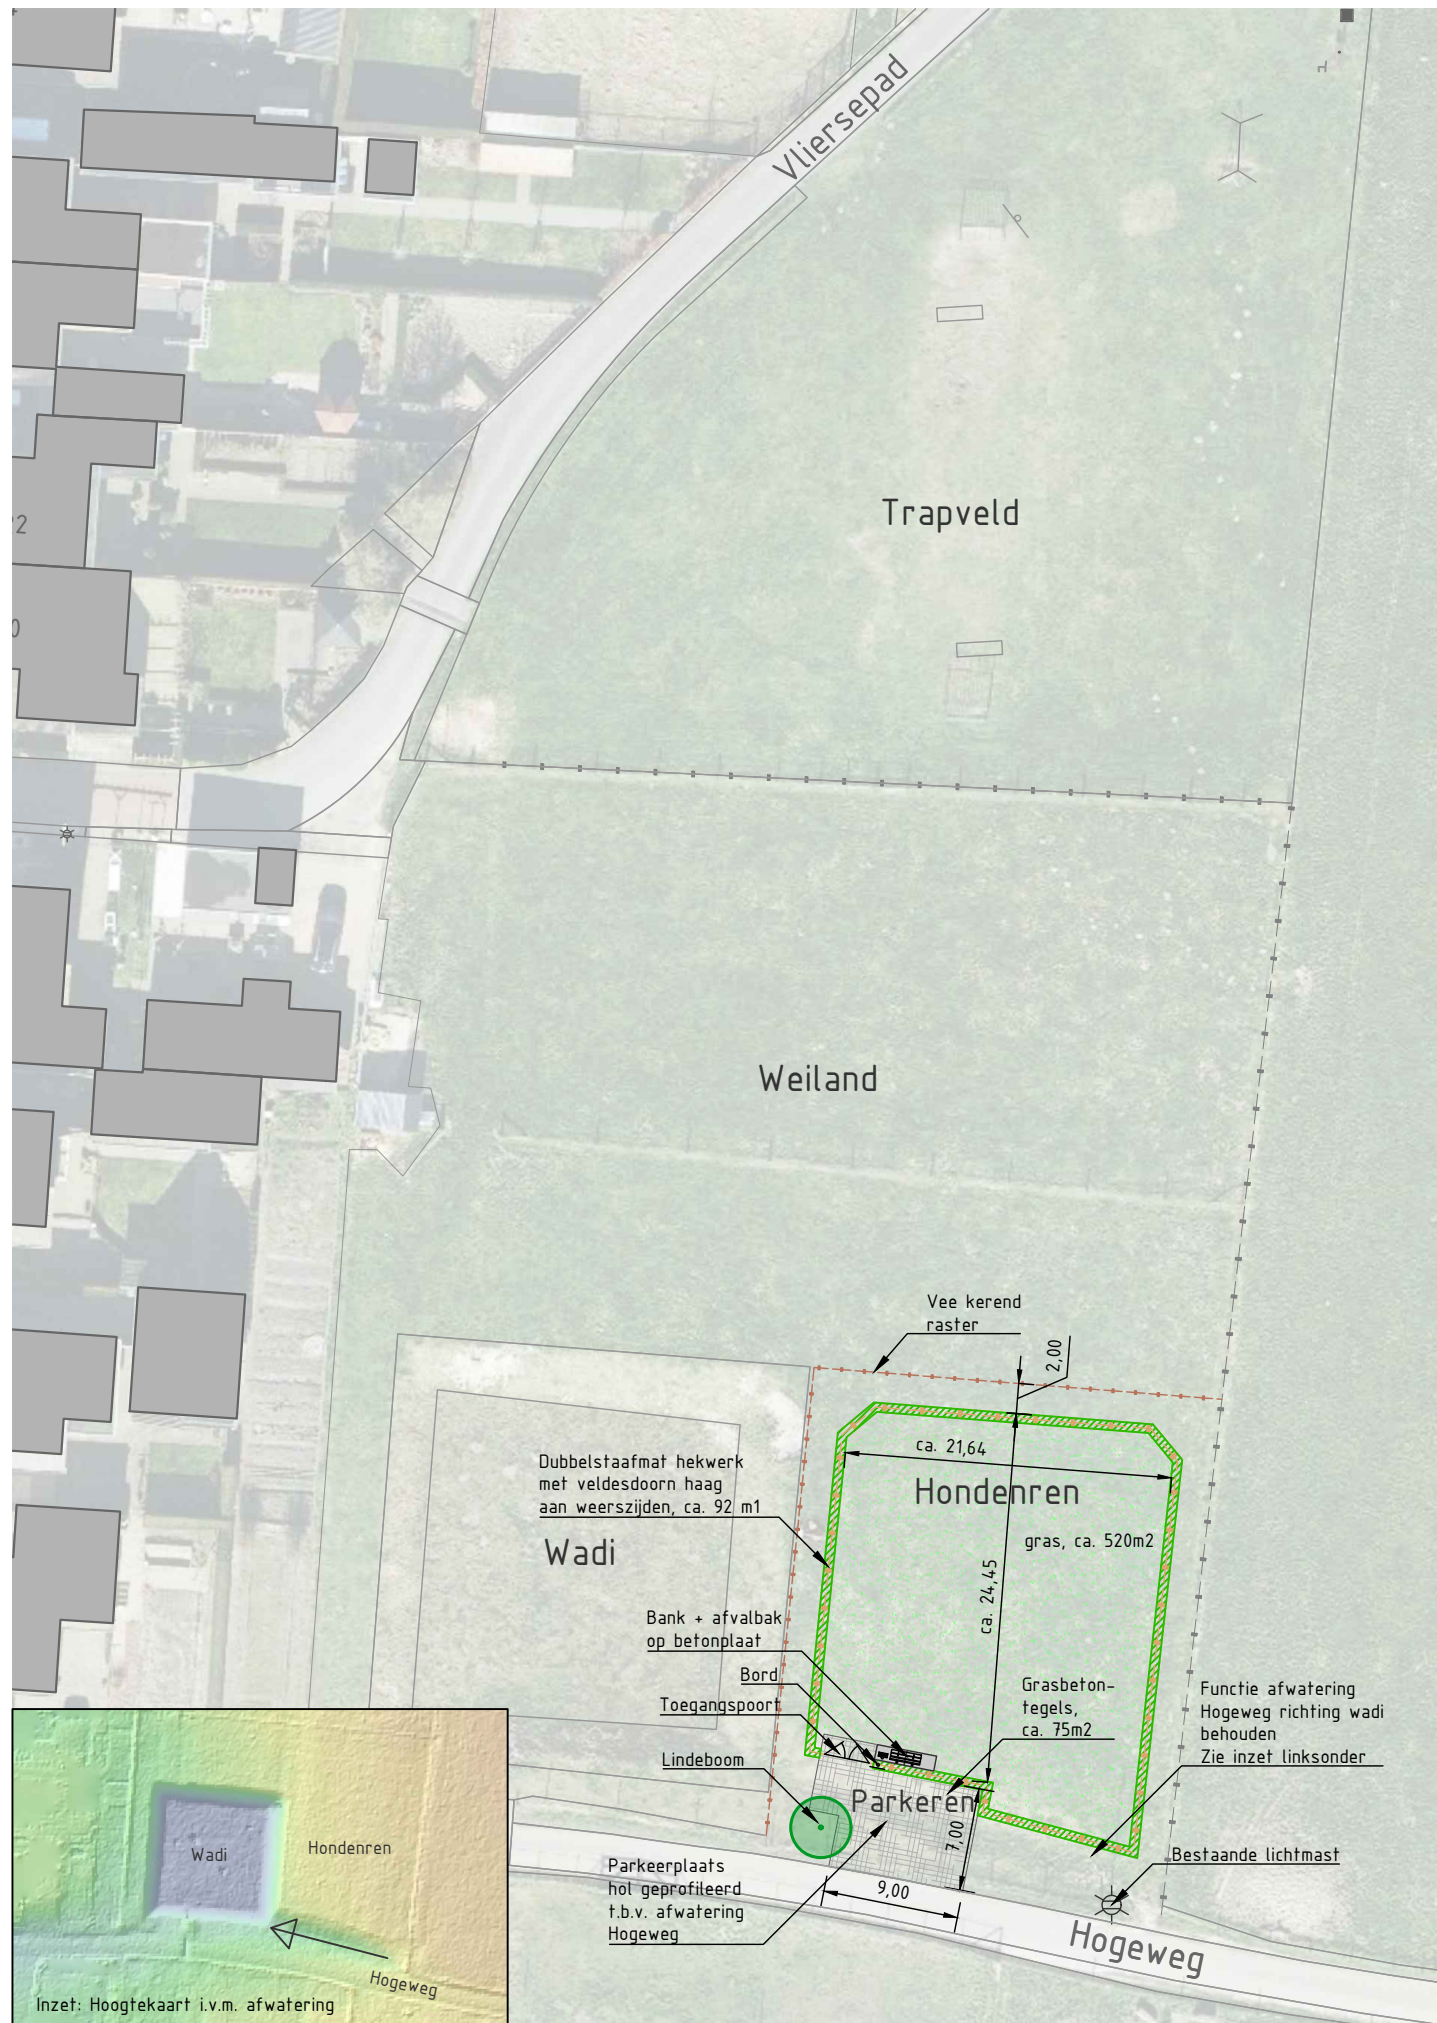 Vliersepad
Trapveld
Weiland
Vee kerend
raster
2,00
ca. 21,64
Hondenren
gras, ca. 520m2
ca. 24,45
Dubbelstaafmat hekwerk
met veldesdoorn haag
aan weerszijden, ca. 92 m1
Wadi
Bank + afvalbak
op betonplaat
Bord
Toegangspoort
Lindeboom
Grasbeton-
tegels,
ca. 75m2
Functie afwatering
Hogeweg richting wadi
behouden
Zie inzet linksonder
Parkeren
7,00
9,00
Bestaande lichtmast
Parkeerplaats
hol geprofileerd
t.b.v. afwatering
Hogeweg
Hogeweg
Wadi
Hondenren
Hogeweg
Inzet: Hoogtekaart i.v.m. afwatering